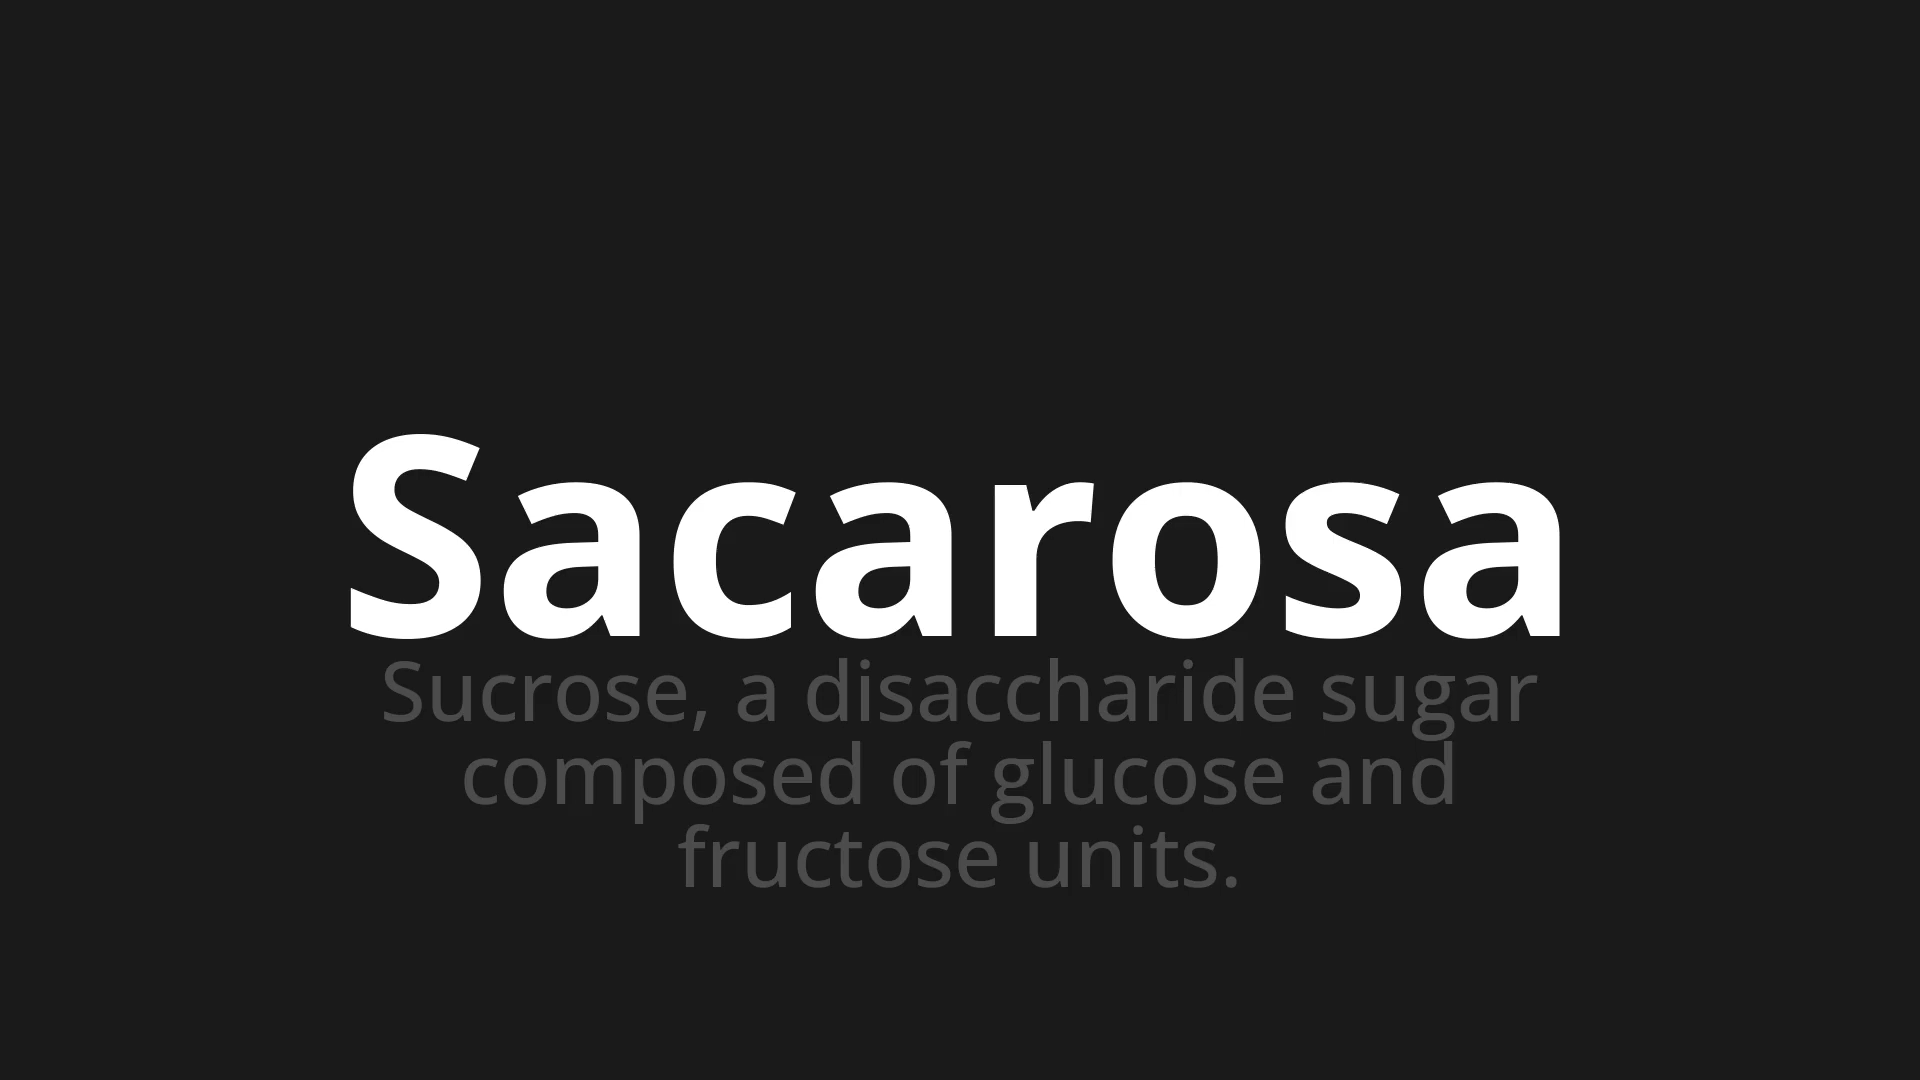 Sacarosa
Sucrose, a disaccharide sugar
composed of glucose and
fructose units.